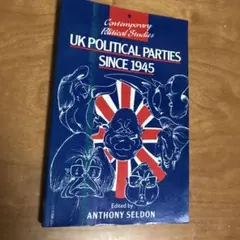 Contemporary
Political Studies
UK POLITICAL PARTIES
SINCE 1945
Edited by
ANTHONY SELDON